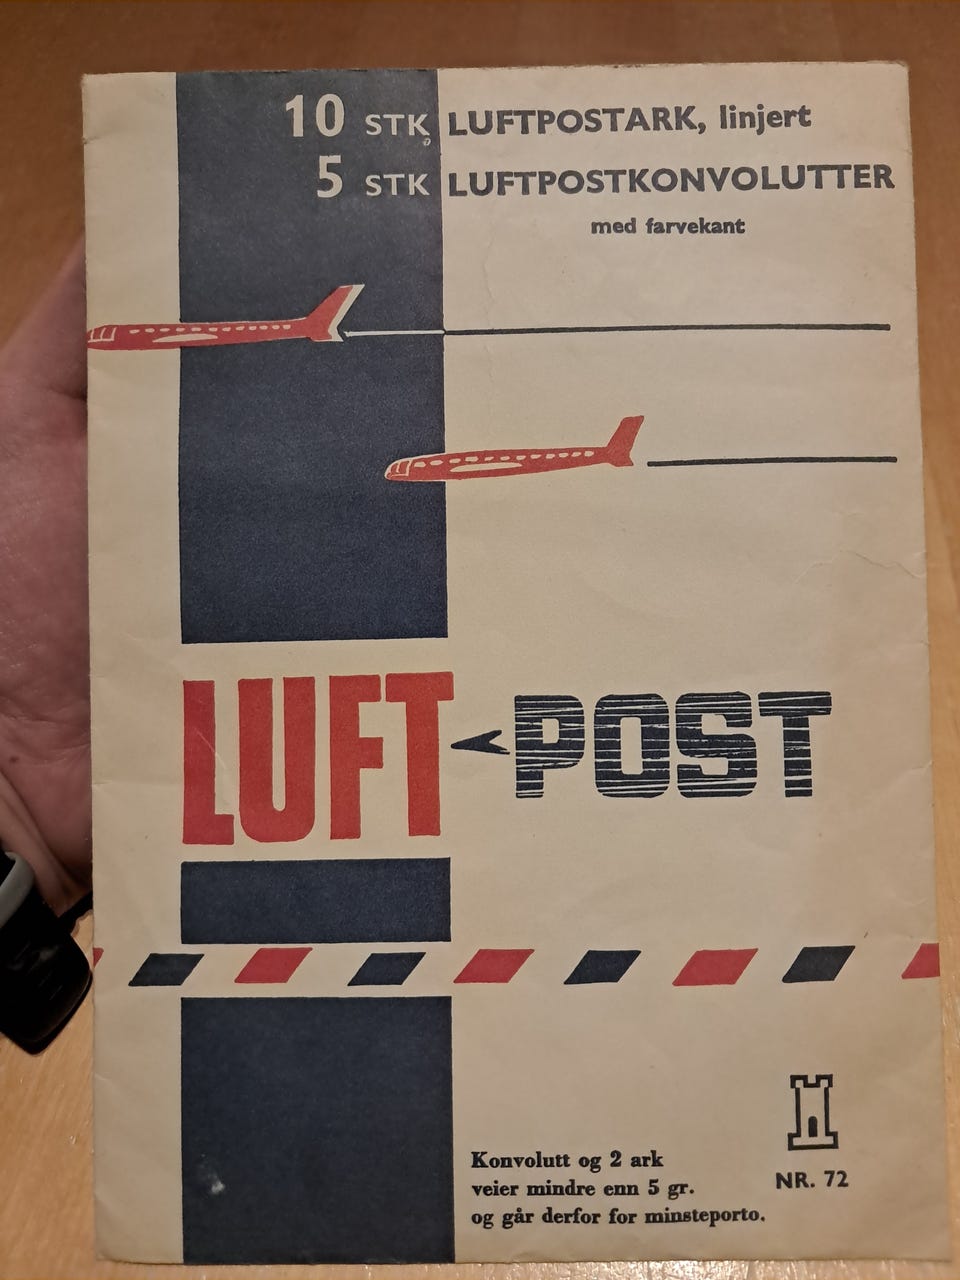 10 STK LUFTPOSTARK, linjert
5 STK LUFTPOSTKONVOLUTTER
med farvekant
LUFT POST
Konvolutt og 2 ark
veier mindre enn 5 gr.
og går derfor for minsteporto.
NR. 72